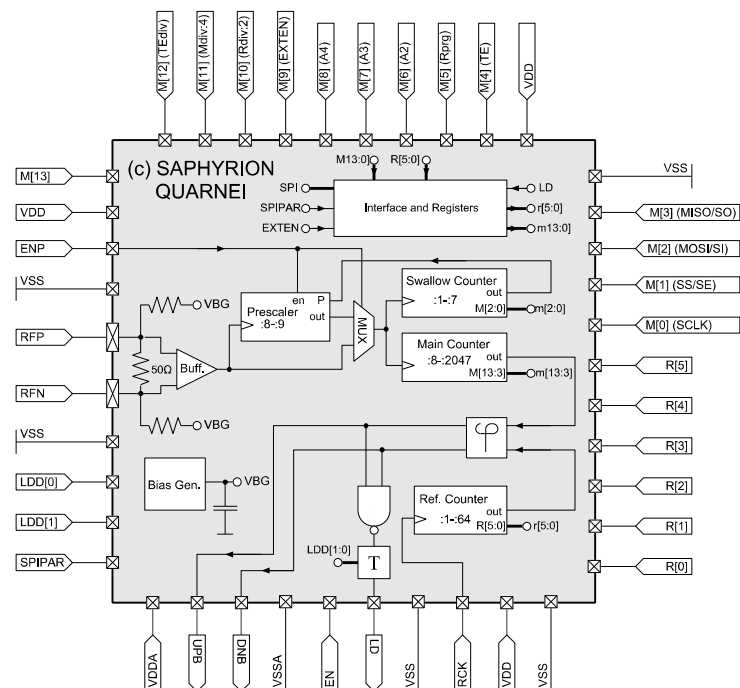 M[12] (TEdiv)
M[11] (Mdiv:4)
M[10] (Rdiv:2)
M[9] (EXTEN)
M[8] (A4)
M[7] (A3)
M[6] (A2)
M[5] (Rprg)
M[4] (TE)
VDD
(c) SAPHYRION
QUARNEI
M13:0]
R[5:0]
SPI
SPIPAR
EXTEN
Interface and Registers
LD
r[5:0]
m13:0]
M[13]
VDD
ENP
VSS
RFP
RFN
VSS
LDD[0]
LDD[1]
SPIPAR
VSS
M[3] (MISO/SO)
M[2] (MOSI/SI)
M[1] (SS/SE)
M[0] (SCLK)
R[5]
R[4]
R[3]
R[2]
R[1]
R[0]
VBG
50Ω
Buff.
VBG
en
P
out
Prescaler
:8-:9
MUX
Swallow Counter
out
:1-:7
M[2:0]
m[2:0]
Main Counter
out
:8-:2047
M[13:3]
m[13:3]
φ
Bias Gen.
VBG
Ref. Counter
out
:1-:64
R[5:0]
r[5:0]
LDD[1:0]
T
VDDA
UPB
DNB
VSSA
EN
LD
VSS
RCK
VDD
VSS